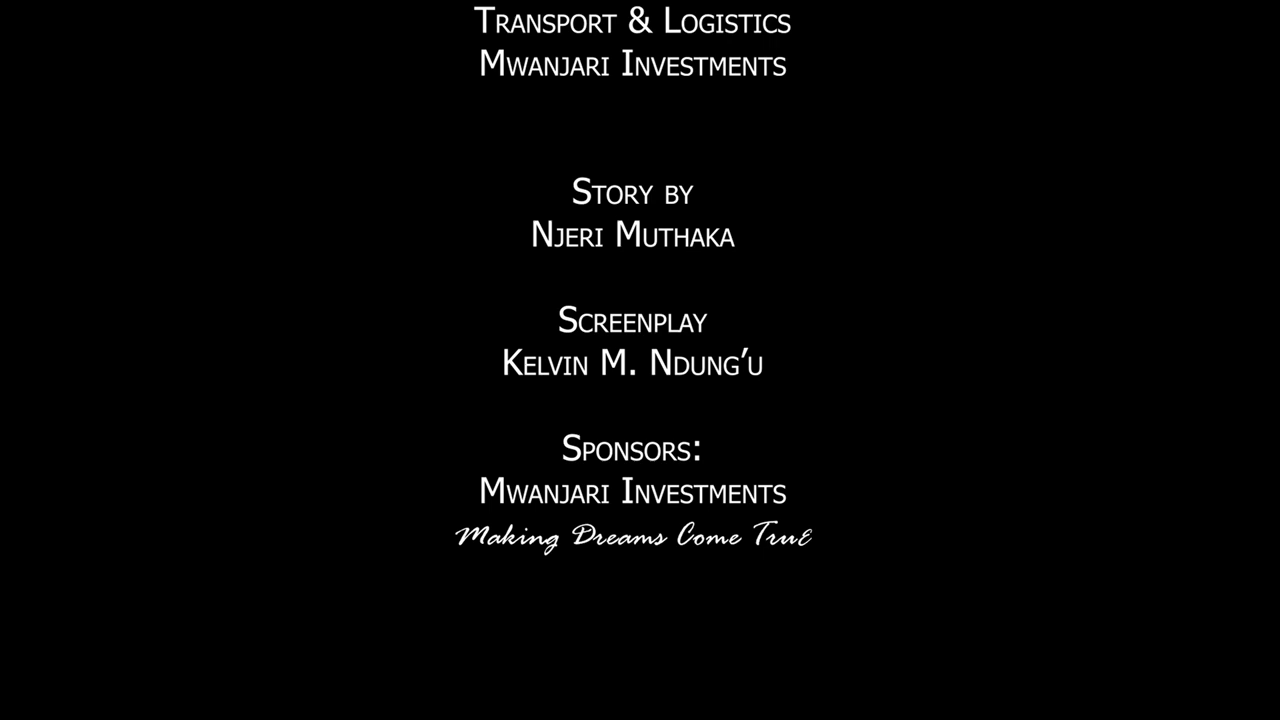 Transport & Logistics
Mwanjari Investments
Story by
Njeri Muthaka
Screenplay
Kelvin M. Ndung’u
Sponsors:
Mwanjari Investments
Making Dreams Come TruE